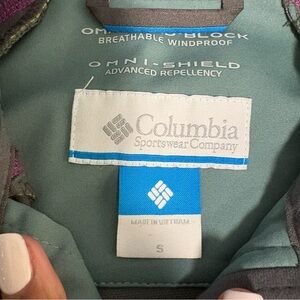 BREATHABLE WINDPROOF
OMNI-SHIELD
ADVANCED REPELLENCY
Columbia
Sportswear Company
MADE IN VIETNAM
S